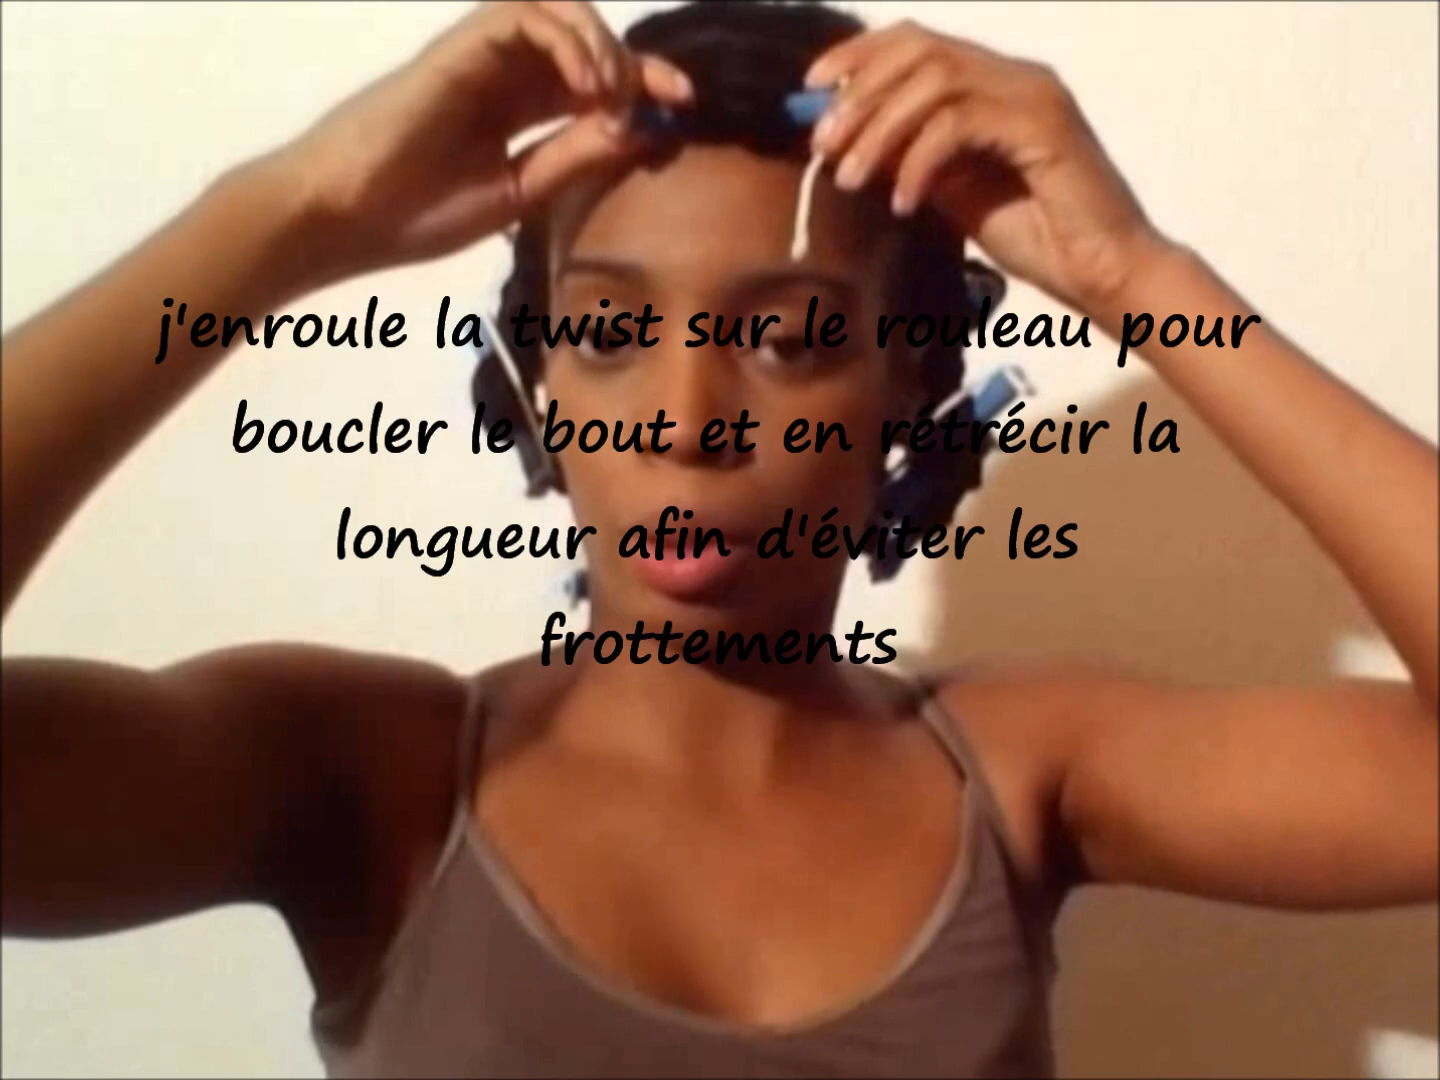 j'enroule la twist sur le rouleau pour
boucler le bout et en rétrécir la
longueur afin d'éviter les
frottements